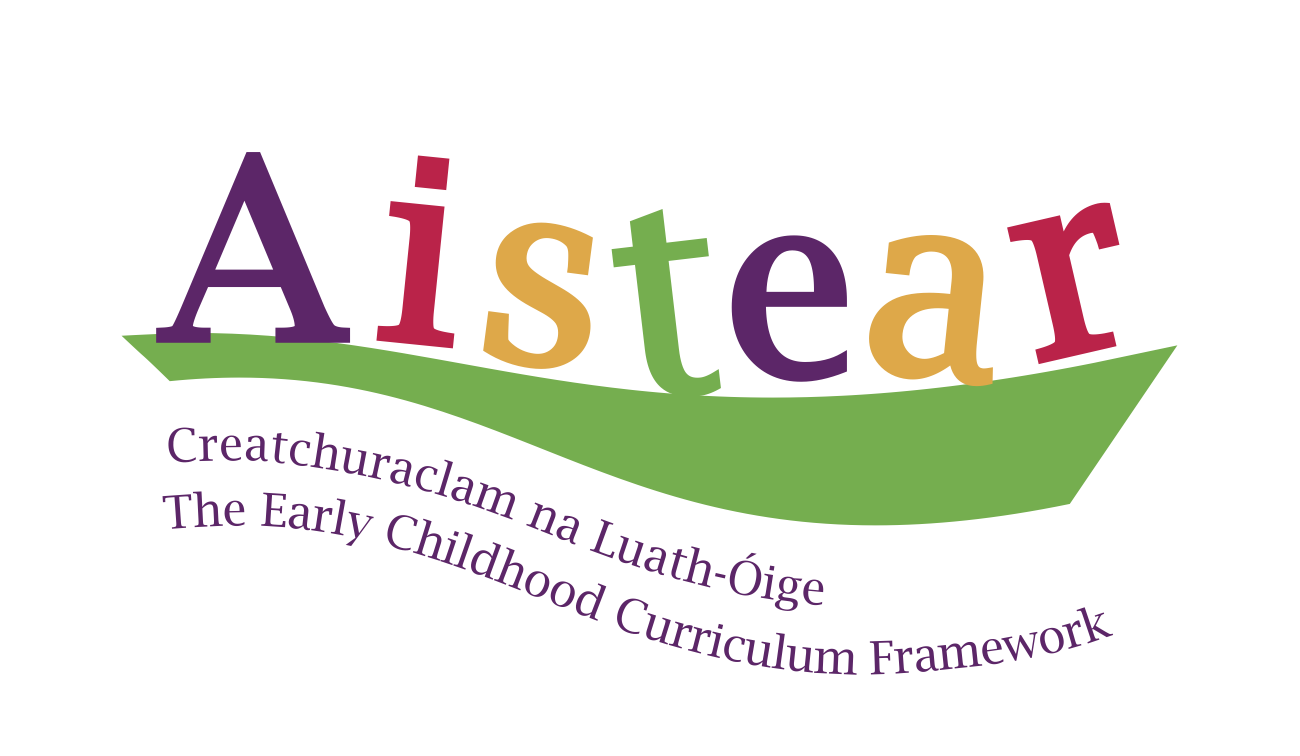 Aistear
Creatchuraclam na Luath-Óige
The Early Childhood Curriculum Framework